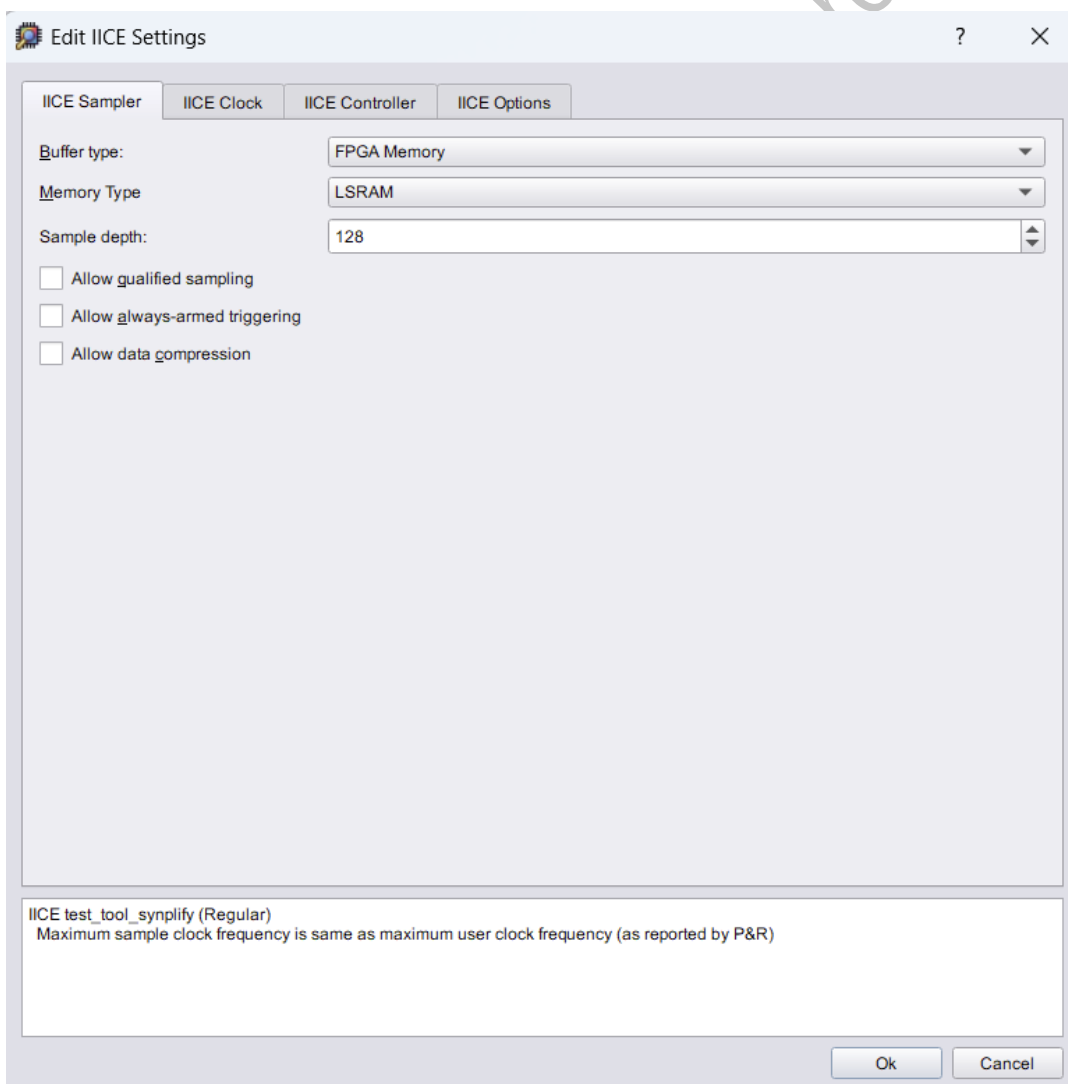 Edit IICE Settings ? ×
IICE Sampler IICE Clock IICE Controller IICE Options
Buffer type: FPGA Memory
Memory Type LSRAM
Sample depth: 128
Allow qualified sampling
Allow always-armed triggering
Allow data compression
IICE test_tool_synplify (Regular)
Maximum sample clock frequency is same as maximum user clock frequency (as reported by P&R)
Ok Cancel